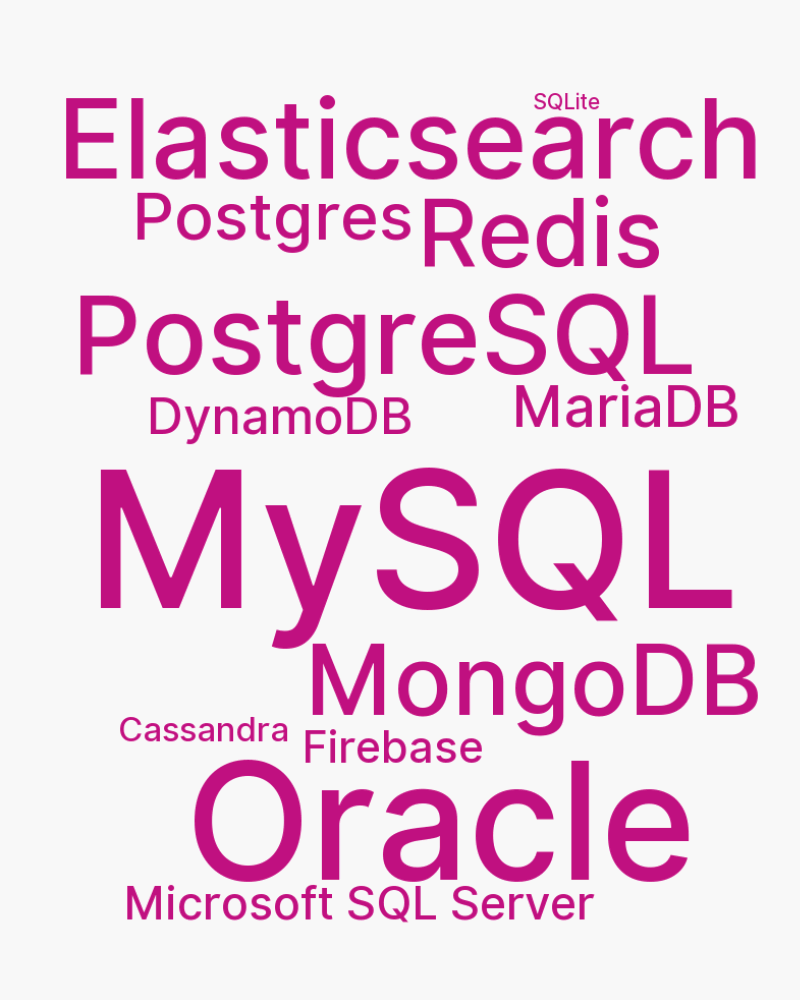 SQLite
Elasticsearch
Postgres
Redis
PostgreSQL
MariaDB
DynamoDB
MySQL
MongoDB
Cassandra
Firebase
Oracle
Microsoft SQL Server